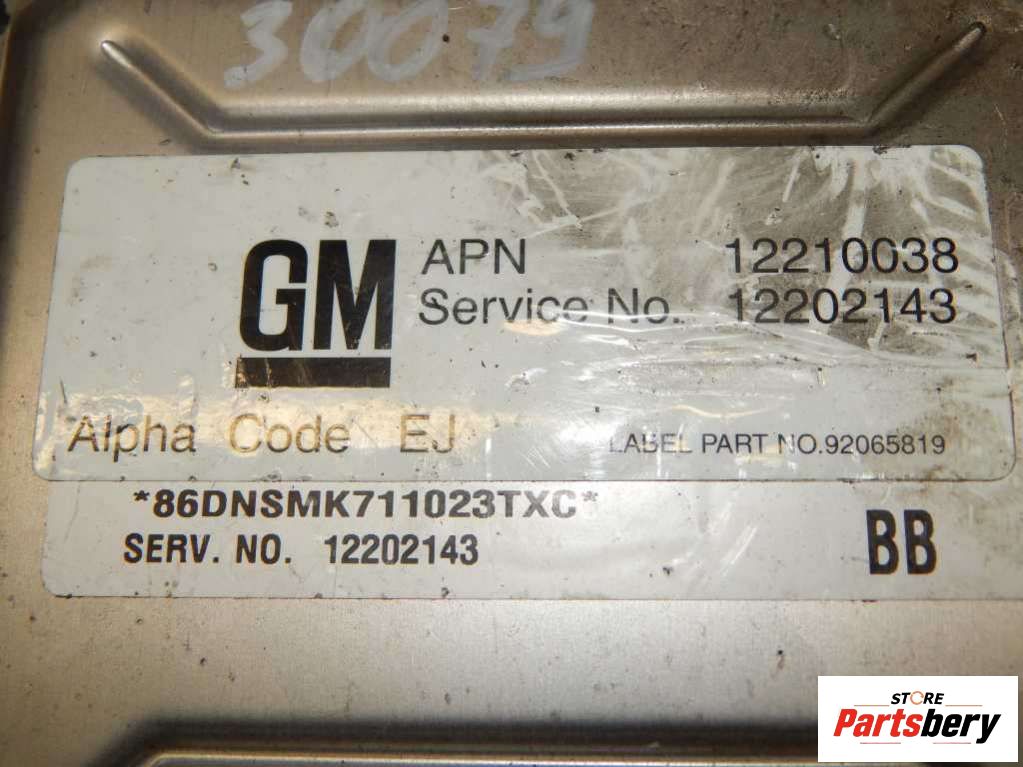 30079
GM APN 12210038
Service No. 12202143
Alpha Code EJ LABEL PART NO.92065819
*86DNSMK711023TXC*
SERV. NO. 12202143 BB
STORE
Partsbery